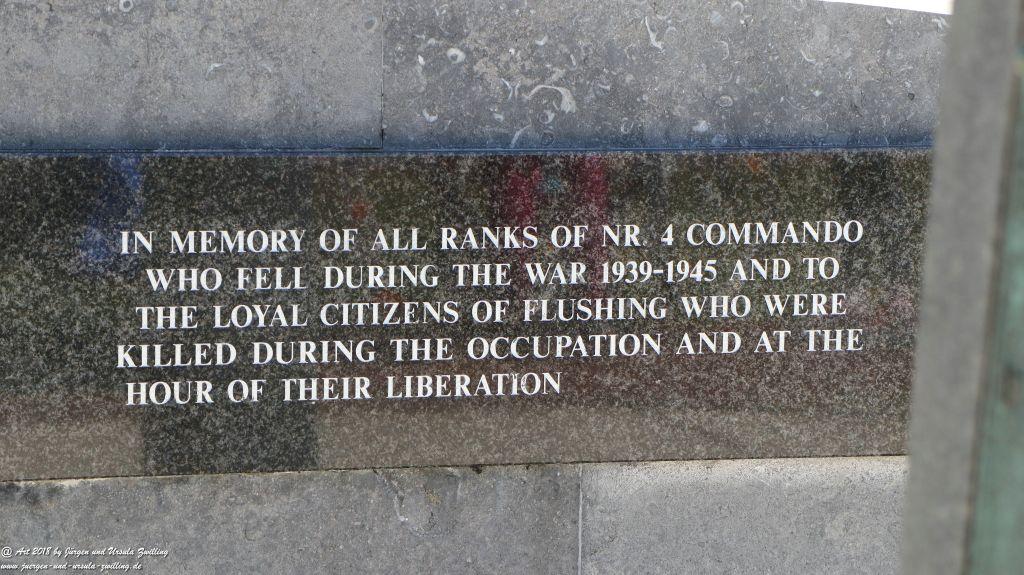 IN MEMORY OF ALL RANKS OF NR. 4 COMMANDO
WHO FELL DURING THE WAR 1939-1945 AND TO
THE LOYAL CITIZENS OF FLUSHING WHO WERE
KILLED DURING THE OCCUPATION AND AT THE
HOUR OF THEIR LIBERATION
@ Art 2018 by Jürgen und Ursula Zwilling
www.juergen-und-ursula-zwilling.de